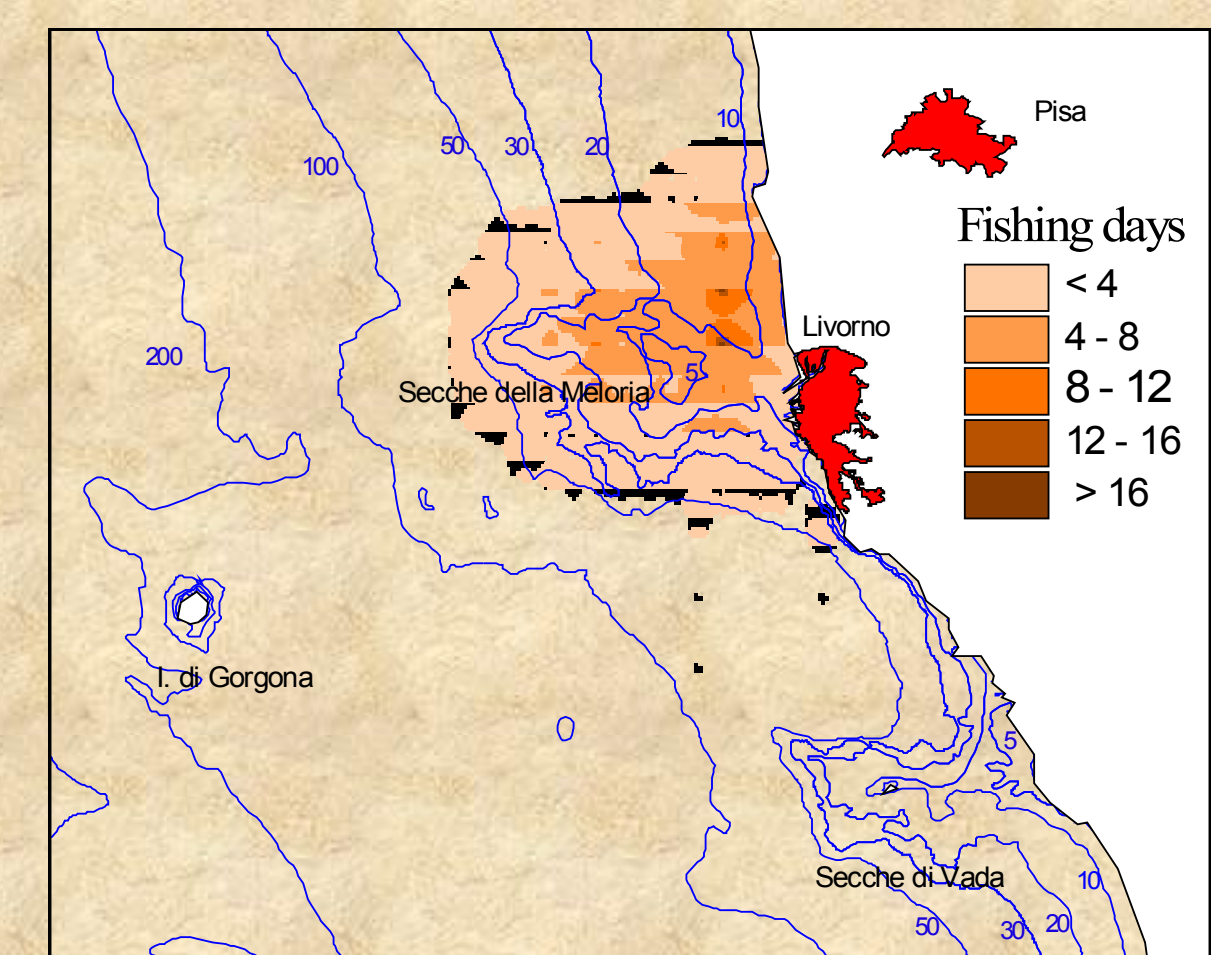 10
Pisa
50
30
20
100
Fishing days
< 4
Livorno
4 - 8
200
5
8 - 12
Secche della Meloria
12 - 16
> 16
I. di Gorgona
5
Secche di Vada
10
50
30
20